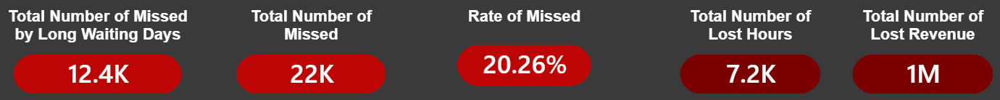 Total Number of Missed
by Long Waiting Days
12.4K
Total Number of
Missed
22K
Rate of Missed
20.26%
Total Number of
Lost Hours
7.2K
Total Number of
Lost Revenue
1M